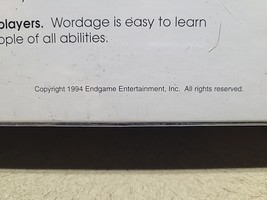 players. Wordage is easy to learn
ople of all abilities.
Copyright 1994 Endgame Entertainment, Inc. All rights reserved.